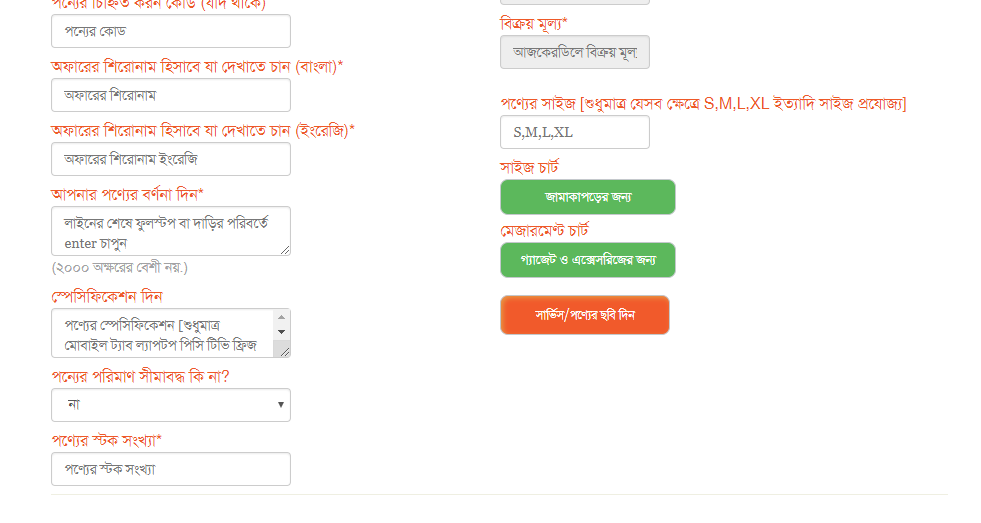 পন্যের চিহ্নিত করন কোড (যদি থাকে)
পণ্যের কোড
অফারের শিরোনাম হিসাবে যা দেখাতে চান (বাংলা)*
অফারের শিরোনাম
অফারের শিরোনাম হিসাবে যা দেখাতে চান (ইংরেজি)*
অফারের শিরোনাম ইংরেজি
আপনার পণ্যের বর্ণনা দিন*
লাইনের শেষে ফুলস্টপ বা দাড়ির পরিবর্তে
enter চাপুন
(২০০০ অক্ষরের বেশী নয়.)
স্পেসিফিকেশন দিন
পণ্যের স্পেসিফিকেশন [শুধুমাত্র
মোবাইল ট্যাব ল্যাপটপ পিসি টিভি ফ্রিজ
পন্যের পরিমাণ সীমাবদ্ধ কি না?
না
পণ্যের স্টক সংখ্যা*
পণ্যের স্টক সংখ্যা
বিক্রয় মূল্য*
আজকেরডিলে বিক্রয় মূল
পণ্যের সাইজ [শুধুমাত্র যেসব ক্ষেত্রে S,M,L,XL ইত্যাদি সাইজ প্রযোজ্য]
S,M,L,XL
সাইজ চার্ট
জামাকাপড়ের জন্য
মেজারমেণ্ট চার্ট
গ্যাজেট ও এক্সেসরিজের জন্য
সার্ভিস/পণ্যের ছবি দিন